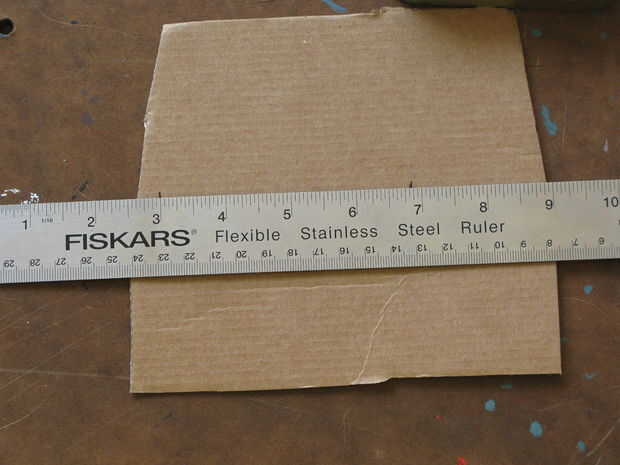 1 1/16 2 3 4 5 6 7 8 9 10
FISKARS® Flexible Stainless Steel Ruler
29 28 27 26 25 24 23 22 21 20 19 18 17 16 15 14 13 12 11 10 9 8 7 6